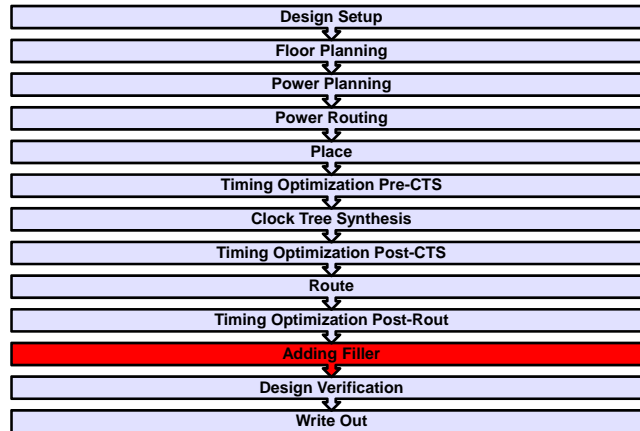 Design Setup
Floor Planning
Power Planning
Power Routing
Place
Timing Optimization Pre-CTS
Clock Tree Synthesis
Timing Optimization Post-CTS
Route
Timing Optimization Post-Rout
Adding Filler
Design Verification
Write Out